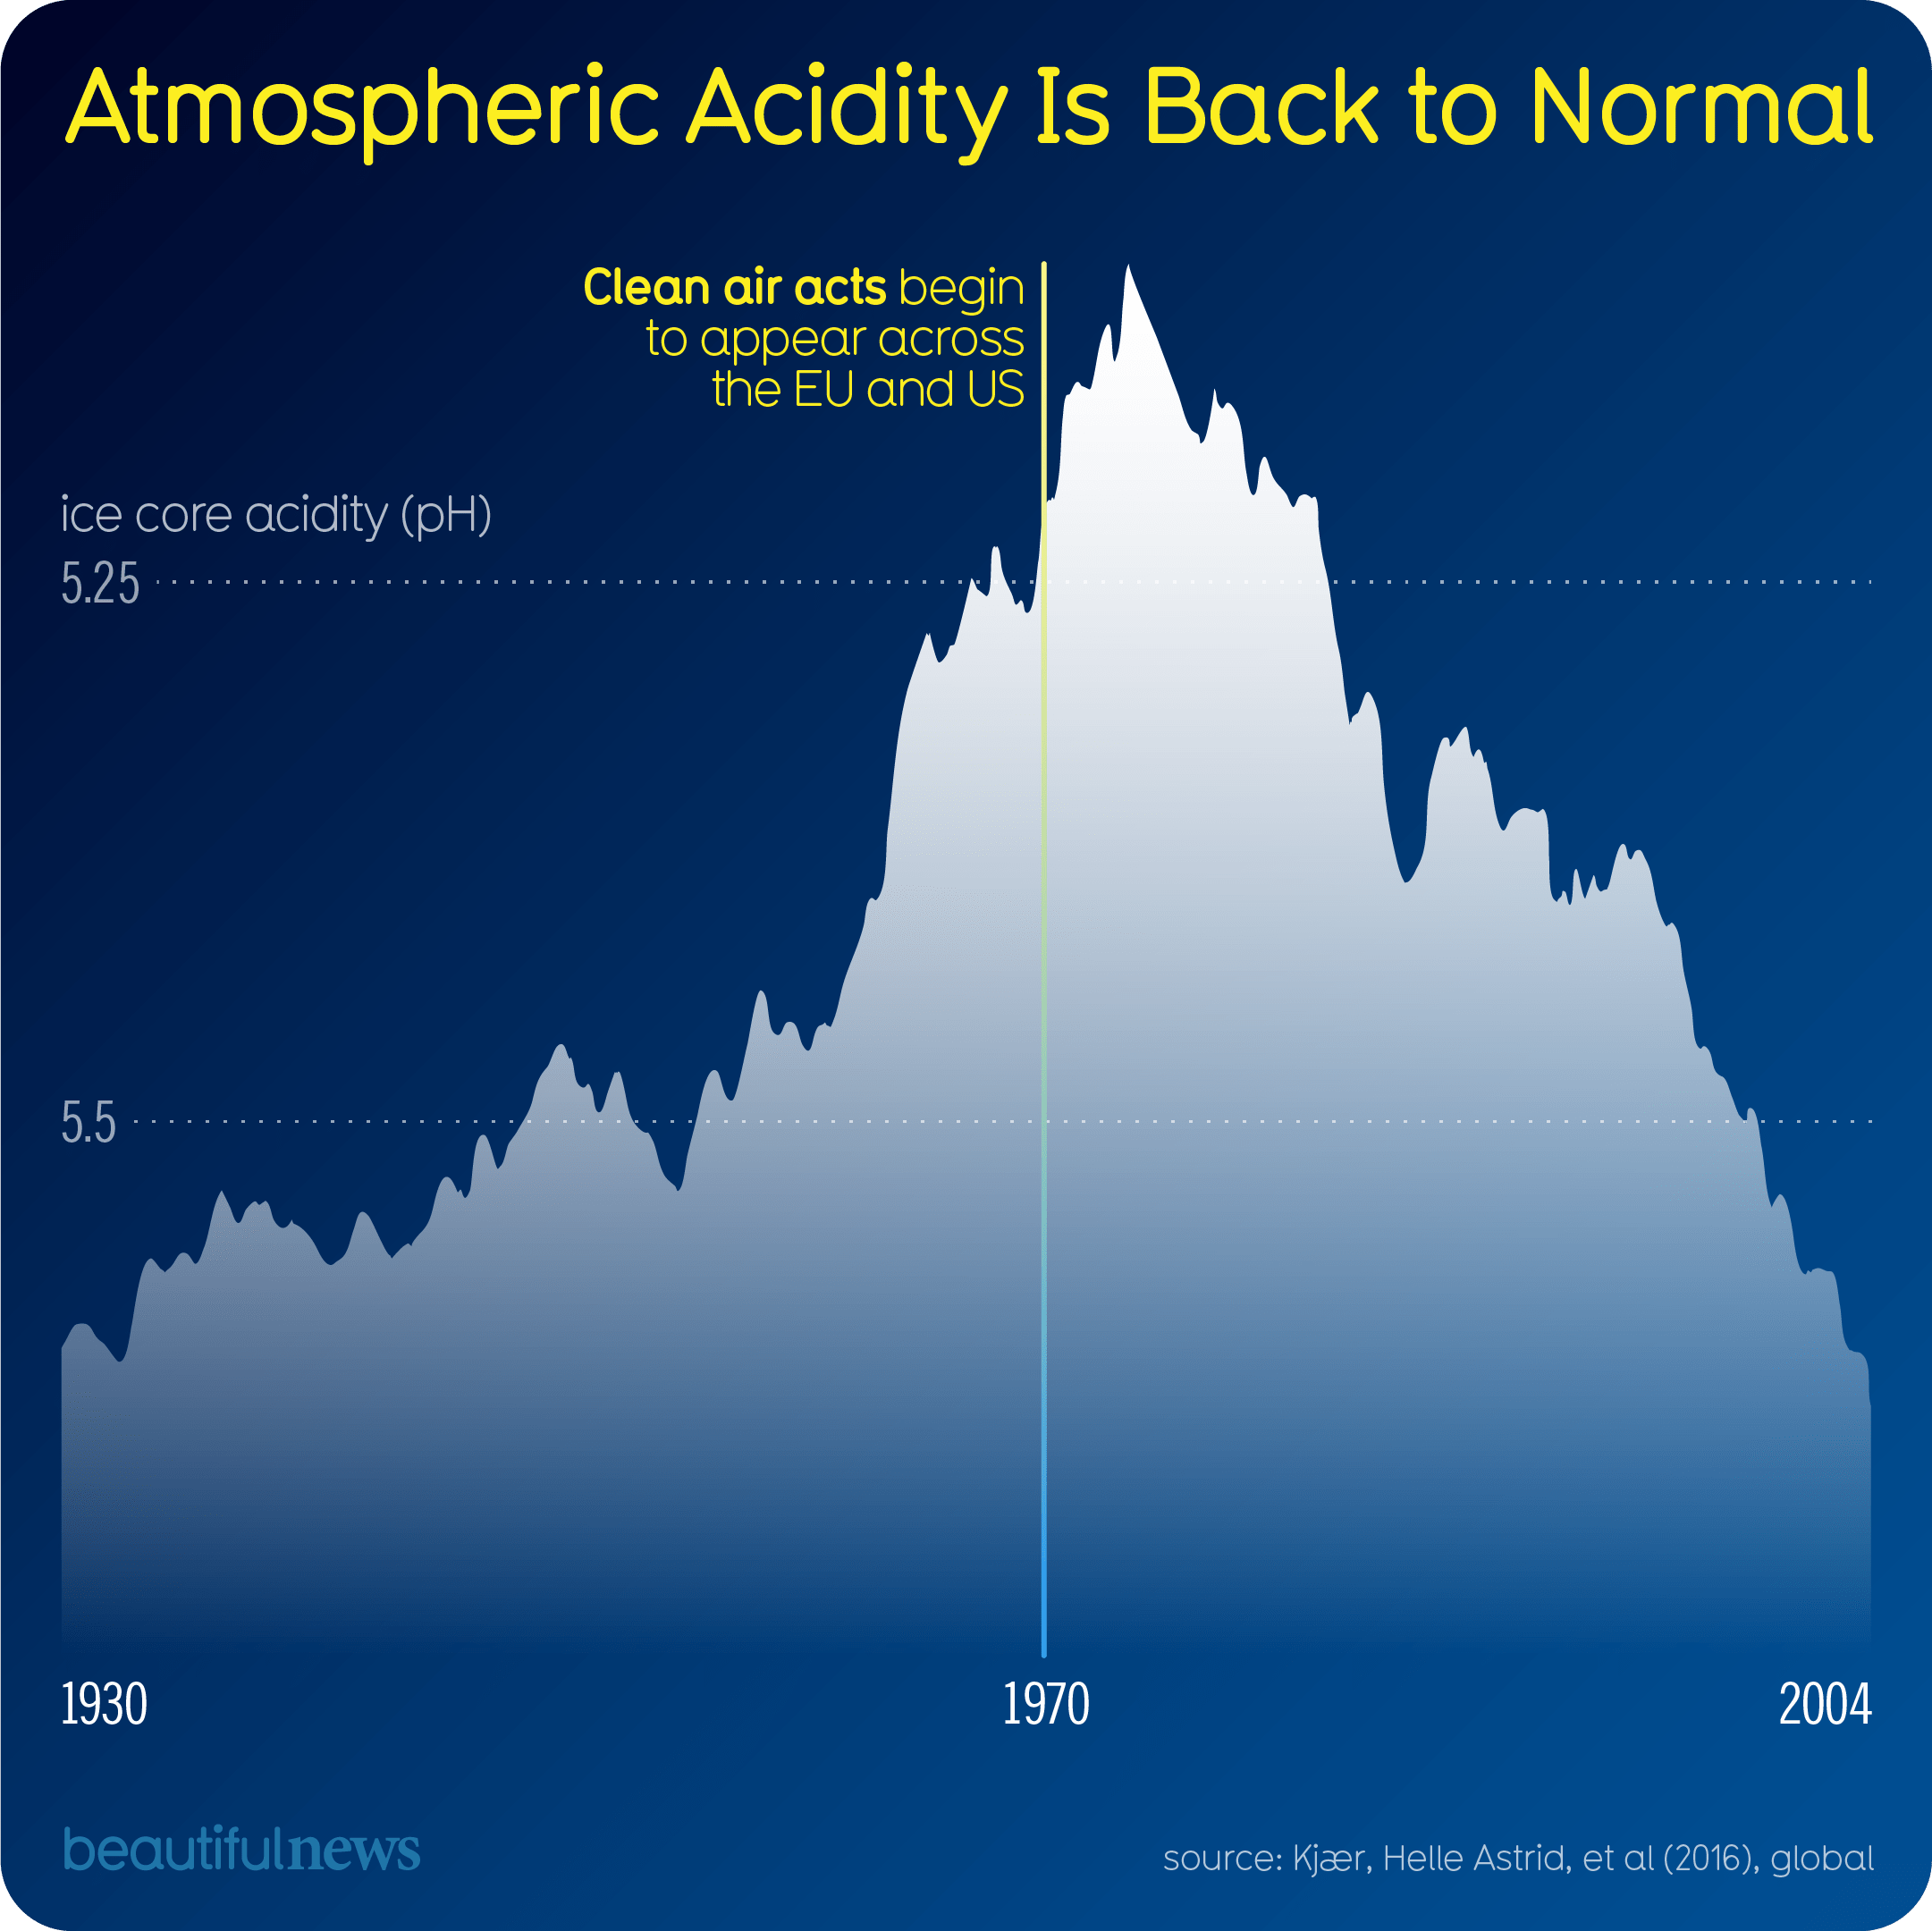 Atmospheric Acidity Is Back to Normal
Clean air acts begin
to appear across
the EU and US
ice core acidity (pH)
5.25
5.5
1930
1970
2004
beautifulnews
source: Kjær, Helle Astrid, et al (2016), global